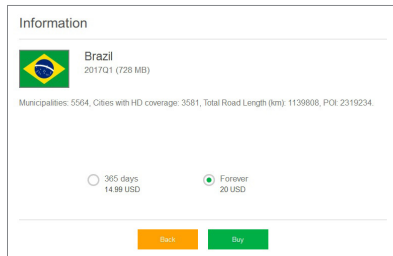 Information
Brazil
2017Q1 (728 MB)
Municipalities: 5564, Cities with HD coverage: 3581, Total Road Length (km): 1139808, POI: 2319234.
365 days
14.99 USD
Forever
20 USD
Back
Buy